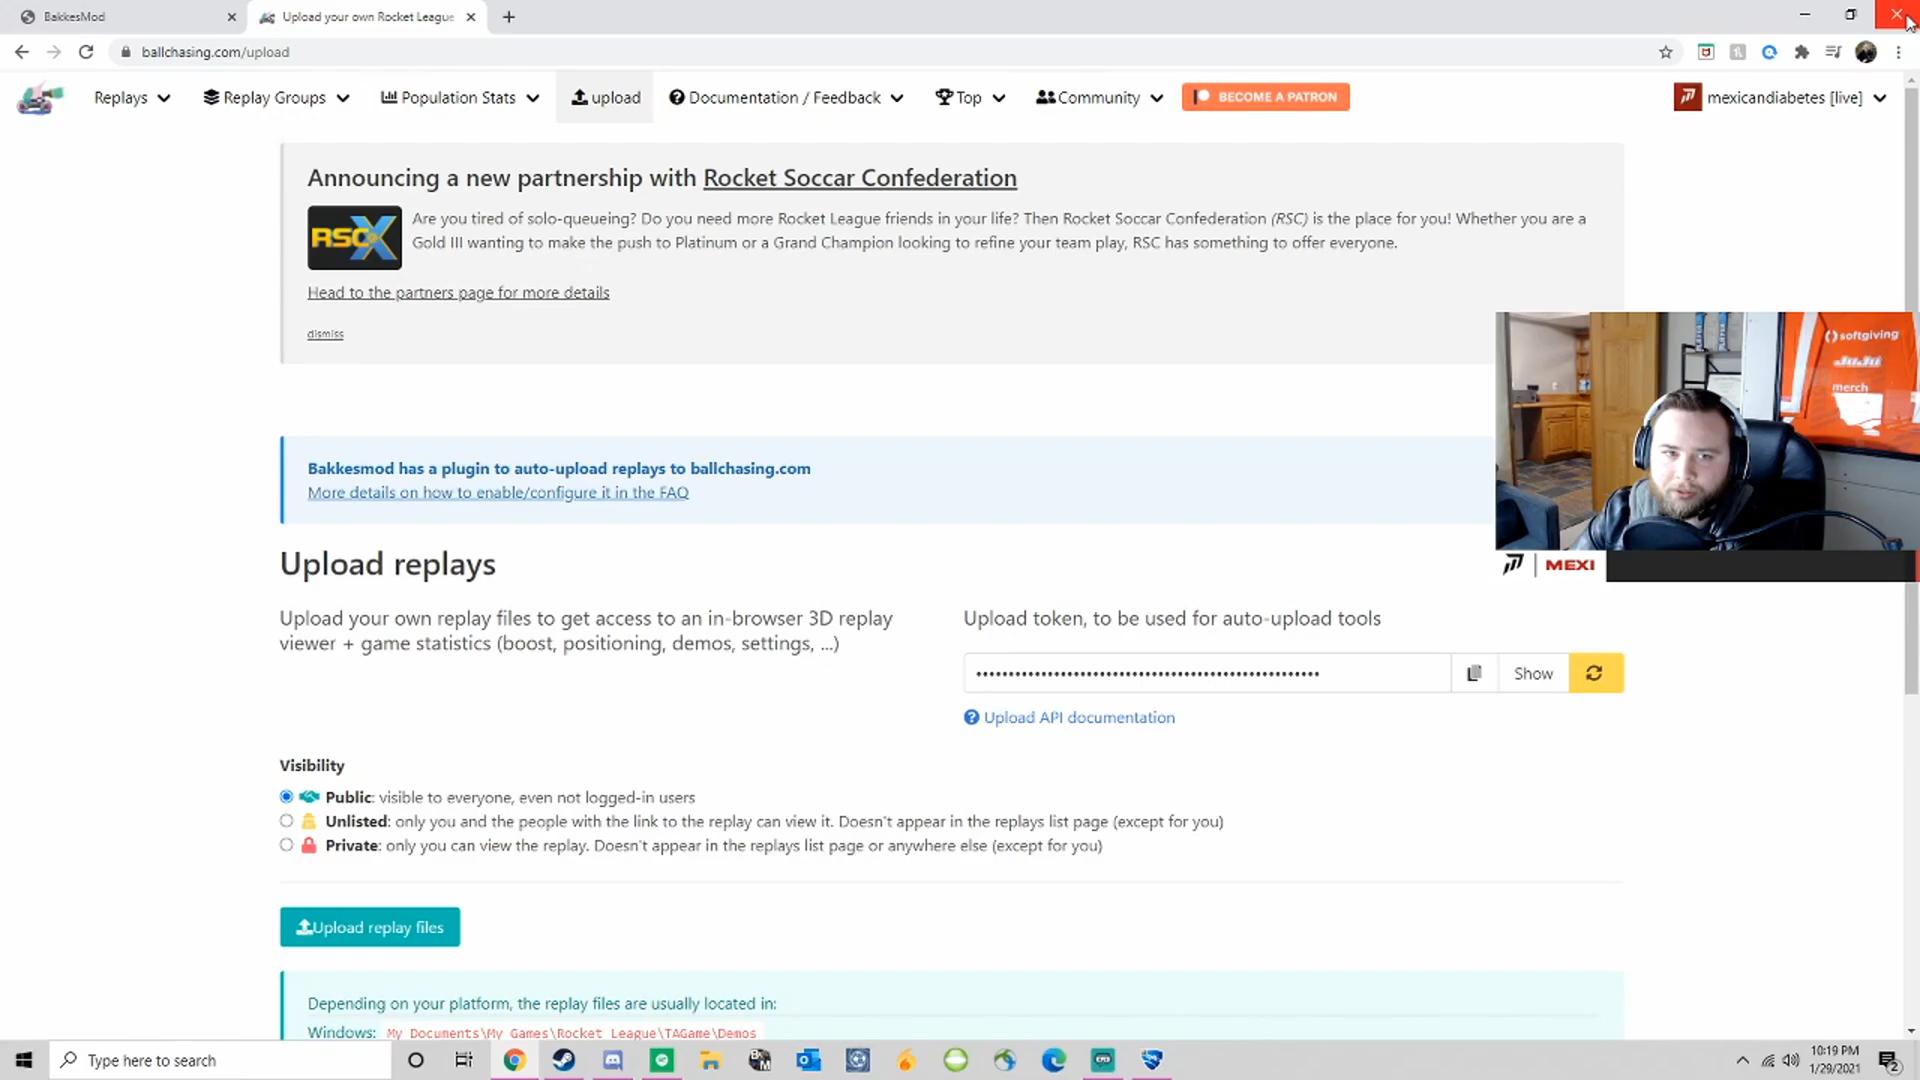 BakkesMod
Upload your own Rocket League
ballchasing.com/upload
Replays
Replay Groups
Population Stats
upload
Documentation / Feedback
Top
Community
BECOME A PATRON
mexicandiabetes [live]
Announcing a new partnership with Rocket Soccar Confederation
RSC X
Are you tired of solo-queueing? Do you need more Rocket League friends in your life? Then Rocket Soccar Confederation (RSC) is the place for you! Whether you are a
Gold III wanting to make the push to Platinum or a Grand Champion looking to refine your team play, RSC has something to offer everyone.
Head to the partners page for more details
dismiss
softgiving
JuJu
merch
Bakkesmod has a plugin to auto-upload replays to ballchasing.com
More details on how to enable/configure it in the FAQ
MEXI
Upload replays
Upload your own replay files to get access to an in-browser 3D replay
viewer + game statistics (boost, positioning, demos, settings, ...)
Upload token, to be used for auto-upload tools
Show
Upload API documentation
Visibility
Public: visible to everyone, even not logged-in users
Unlisted: only you and the people with the link to the replay can view it. Doesn't appear in the replays list page (except for you)
Private: only you can view the replay. Doesn't appear in the replays list page or anywhere else (except for you)
Upload replay files
Depending on your platform, the replay files are usually located in:
Windows: My Documents\My Games\Rocket League\TAGame\Demos
Type here to search
10:19 PM
1/29/2021
2